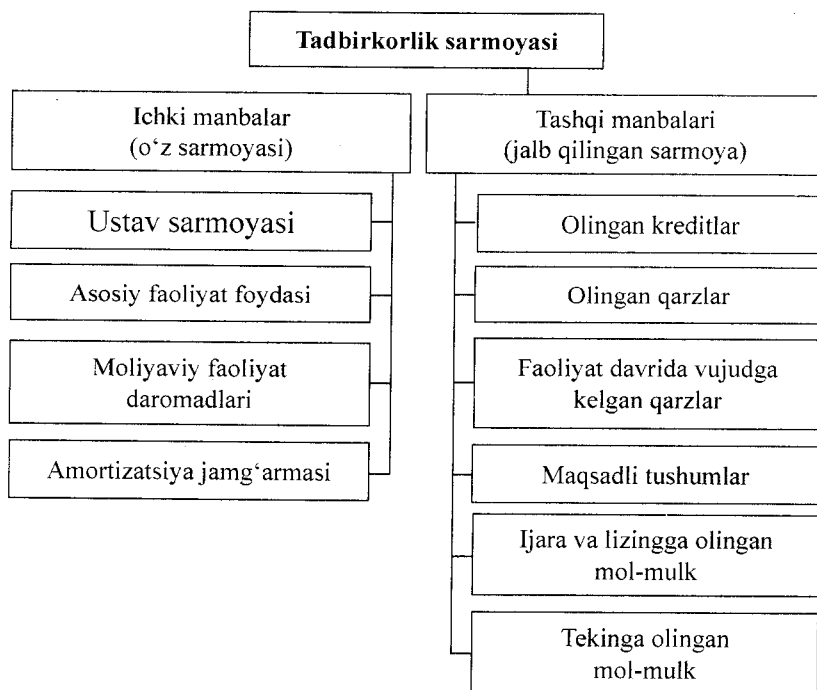 Tadbirkorlik sarmoyasi
Ichki manbalar
(o‘z sarmoyasi)
Ustav sarmoyasi
Asosiy faoliyat foydasi
Moliyaviy faoliyat
daromadlari
Amortizatsiya jamg‘armasi
Tashqi manbalari
(jalb qilingan sarmoya)
Olingan kreditlar
Olingan qarzlar
Faoliyat davrida vujudga
kelgan qarzlar
Maqsadli tushumlar
Ijara va lizingga olingan
mol-mulk
Tekinga olingan
mol-mulk